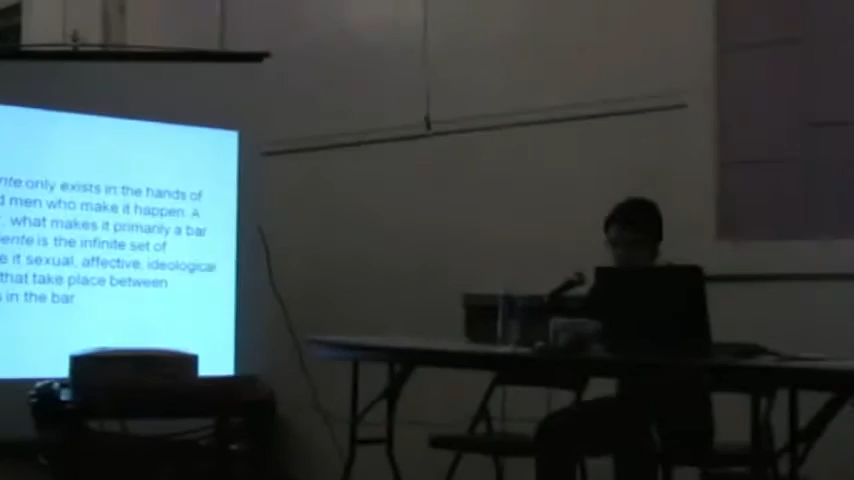 only exists in the hands of
men who make it happen. A
what makes it primarily a bar
is the infinite set of
it sexual, affective, ideological
that take place between
in the bar